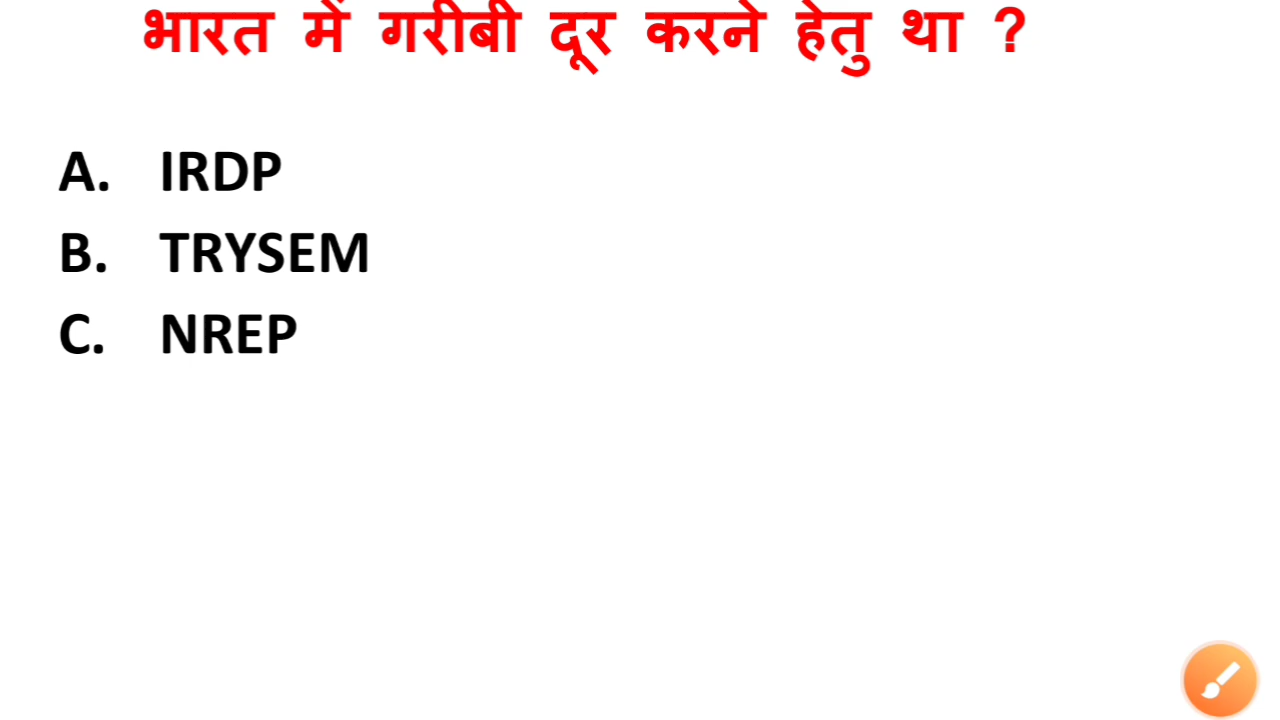 भारत में गरीबी दूर करने हेतु था ?
A. IRDP
B. TRYSEM
C. NREP